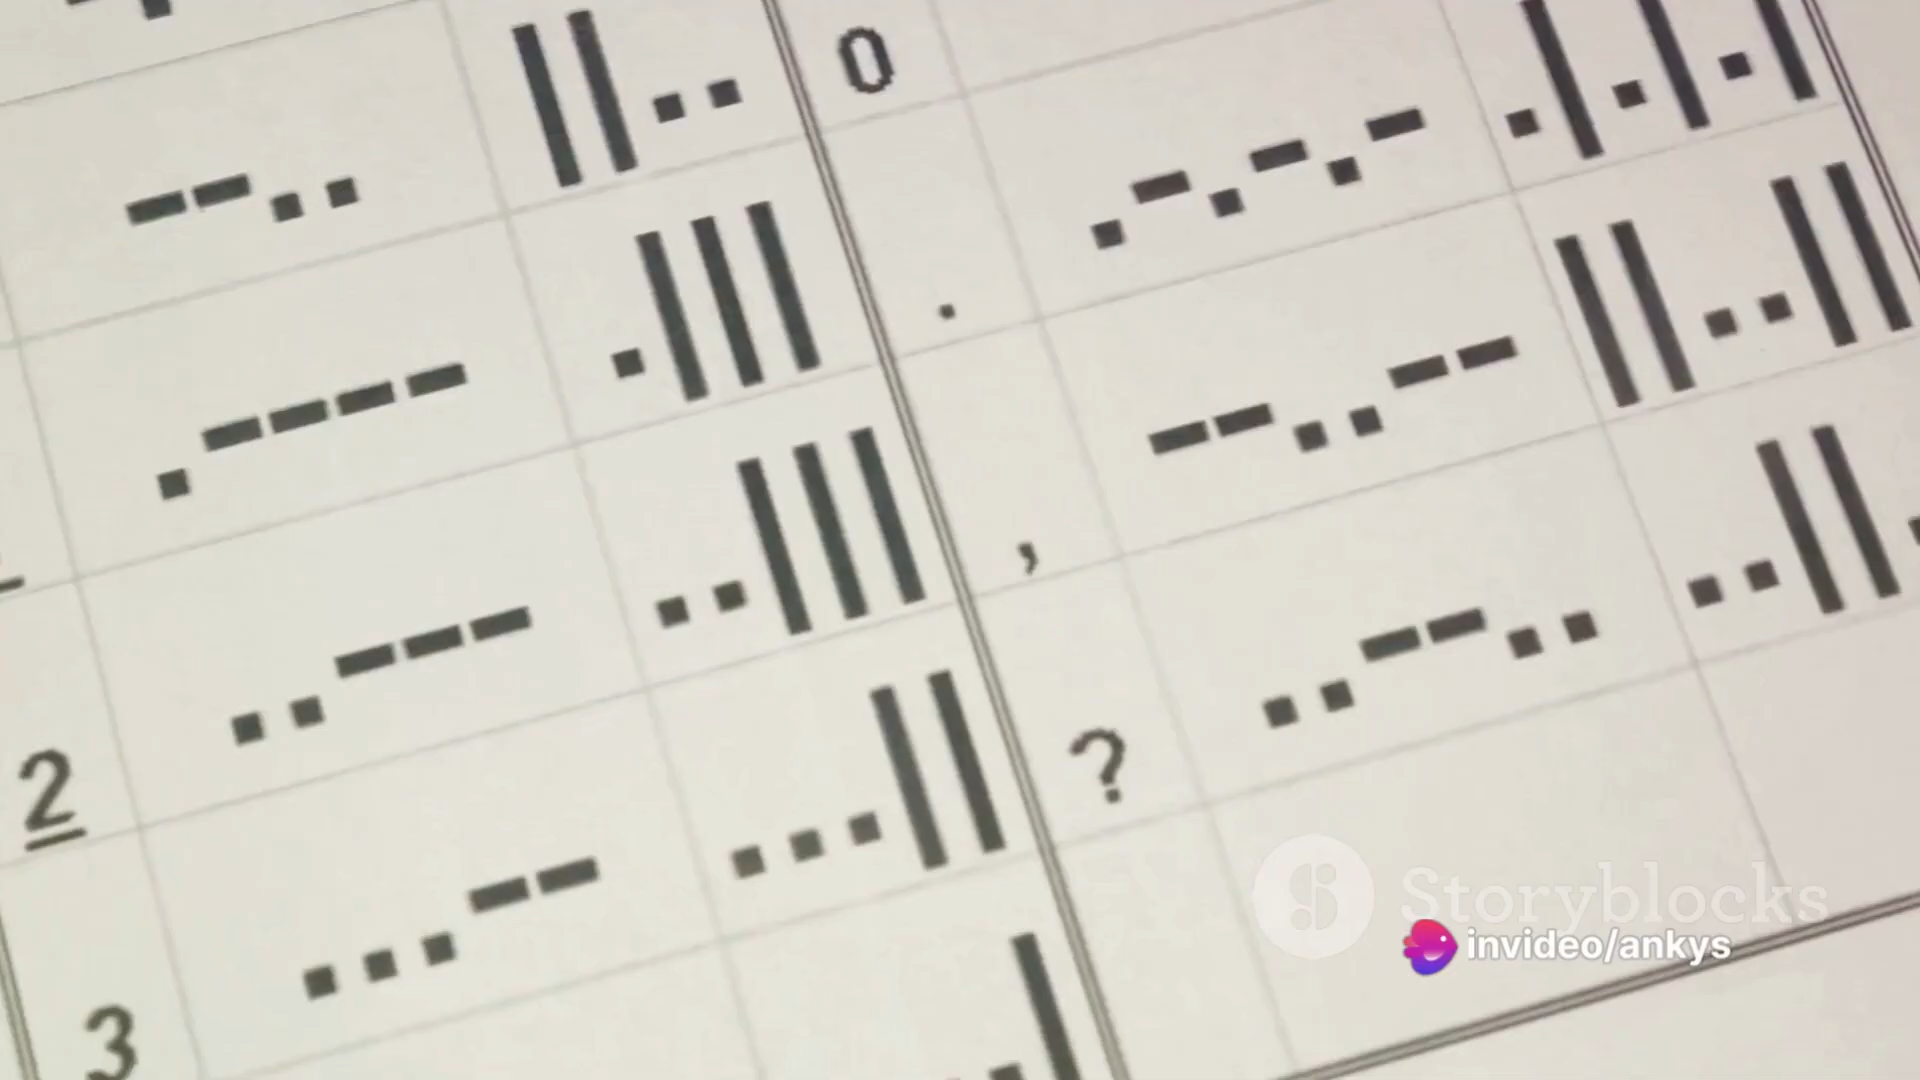 0
--.. ||..
. .-.-.- .|.|.|
.---- .|||
, --..-- ||..||
2 ..--- ..|||
? ..--.. ..||
3 ...-- ...||
Storyblocks
invideo/ankys